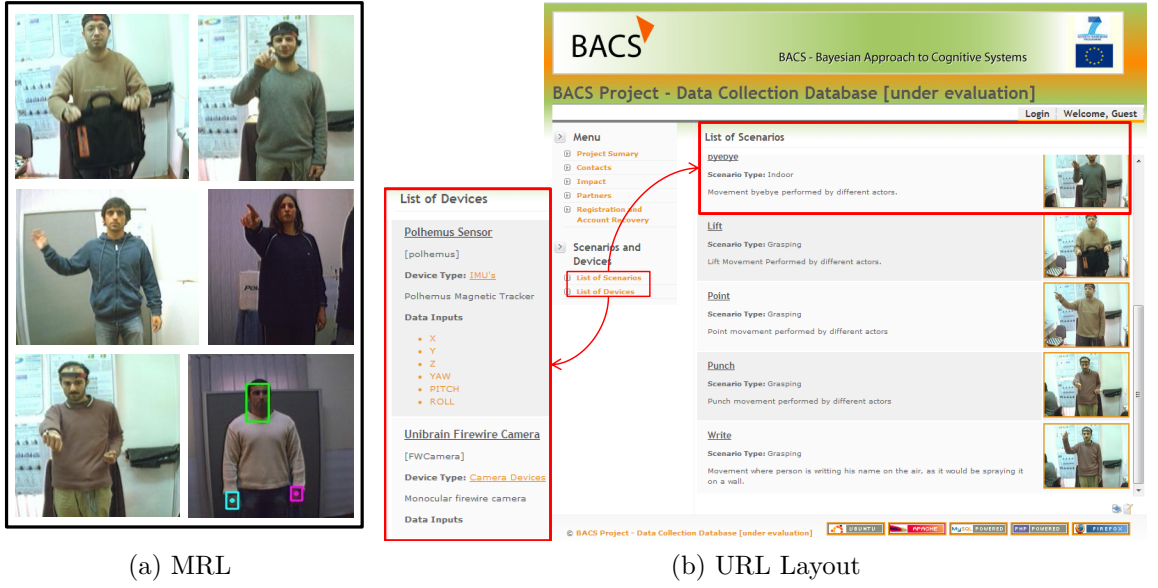 BACS
BACS - Bayesian Approach to Cognitive Systems
BACS Project - Data Collection Database [under evaluation]
Login Welcome, Guest
Menu
Project Sumary
Contacts
Impact
Partners
Registration and
Account Recovery
Scenarios and
Devices
List of Scenarios
List of Devices
List of Scenarios
byebye
Scenario Type: Indoor
Movement byebye performed by different actors.
Lift
Scenario Type: Grasping
Lift Movement Performed by different actors.
Point
Scenario Type: Grasping
Point movement performed by different actors
Punch
Scenario Type: Grasping
Punch movement performed by different actors
Write
Scenario Type: Grasping
Movement where person is writting his name on the air, as it would be spraying it
on a wall.
List of Devices
Polhemus Sensor
[polhemus]
Device Type: IMU's
Polhemus Magnetic Tracker
Data Inputs
X
Y
Z
YAW
PITCH
ROLL
Unibrain Firewire Camera
[FWCamera]
Device Type: Camera Devices
Monocular firewire camera
Data Inputs
© BACS Project - Data Collection Database [under evaluation]
UBUNTU
APACHE
MySQL POWERED
PHP POWERED
FIREFOX
(a) MRL
(b) URL Layout